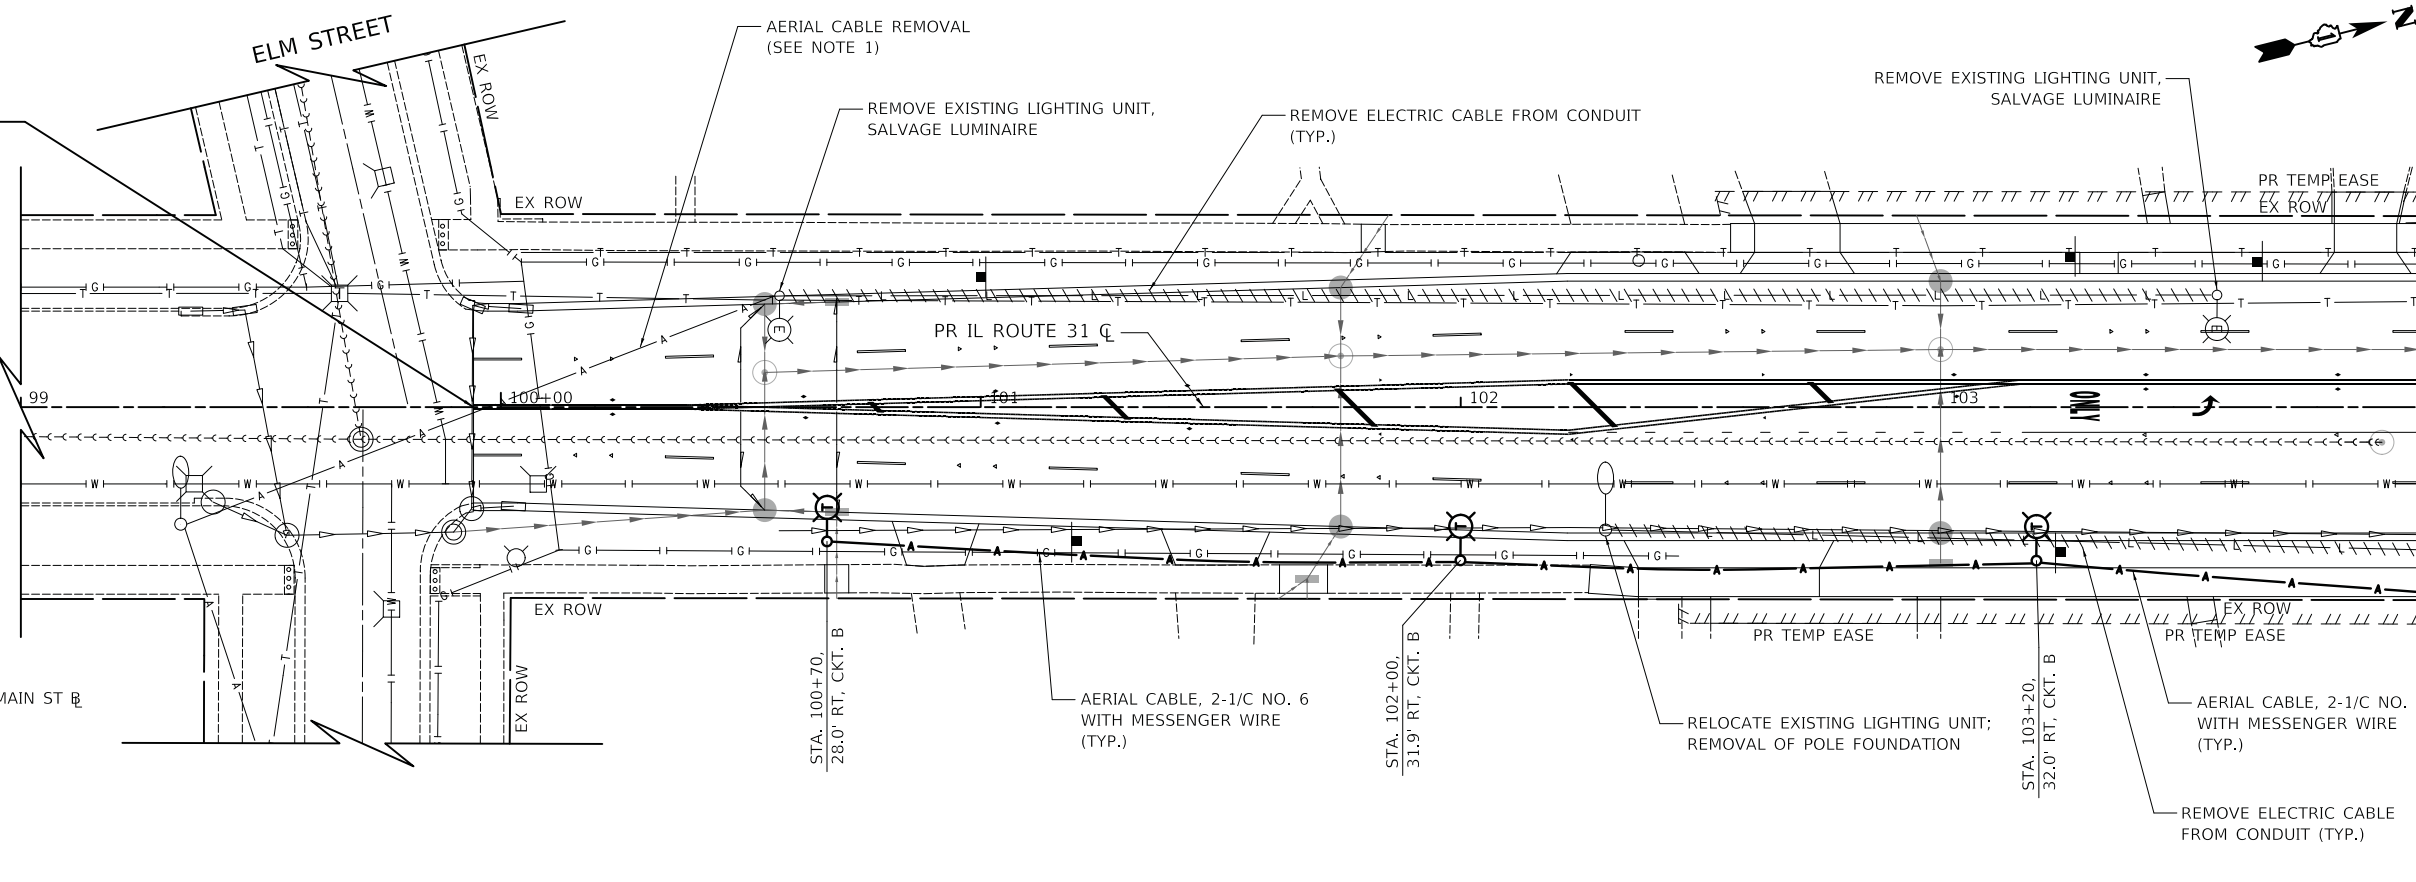 ELM STREET
EX ROW
AERIAL CABLE REMOVAL
(SEE NOTE 1)
REMOVE EXISTING LIGHTING UNIT,
SALVAGE LUMINAIRE
REMOVE ELECTRIC CABLE FROM CONDUIT
(TYP.)
REMOVE EXISTING LIGHTING UNIT,
SALVAGE LUMINAIRE
N
1
EX ROW
PR TEMP EASE
EX ROW
PR IL ROUTE 31 ℄
99
100+00
101
102
103
EX ROW
EX ROW
EX ROW
PR TEMP EASE
PR TEMP EASE
MAIN ST B
STA. 100+70,
28.0' RT, CKT. B
AERIAL CABLE, 2-1/C NO. 6
WITH MESSENGER WIRE
(TYP.)
STA. 102+00,
31.9' RT, CKT. B
RELOCATE EXISTING LIGHTING UNIT;
REMOVAL OF POLE FOUNDATION
STA. 103+20,
32.0' RT, CKT. B
AERIAL CABLE, 2-1/C NO.
WITH MESSENGER WIRE
(TYP.)
REMOVE ELECTRIC CABLE
FROM CONDUIT (TYP.)